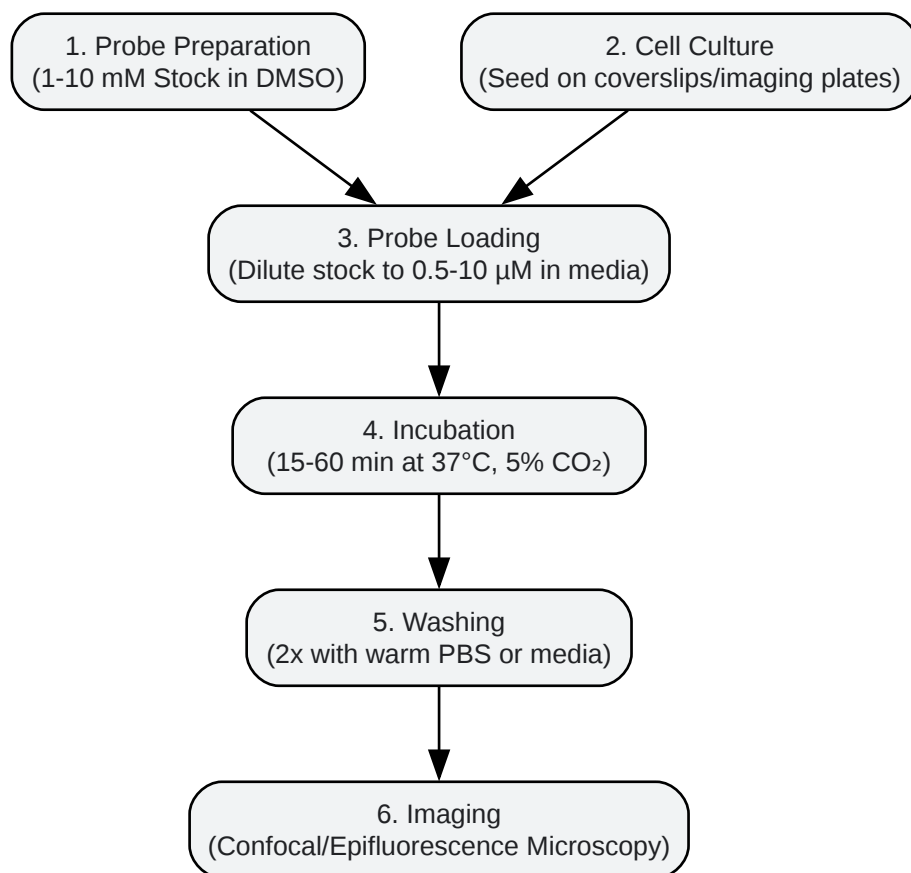 1. Probe Preparation
(1-10 mM Stock in DMSO)
2. Cell Culture
(Seed on coverslips/imaging plates)
3. Probe Loading
(Dilute stock to 0.5-10 µM in media)
4. Incubation
(15-60 min at 37°C, 5% CO₂)
5. Washing
(2x with warm PBS or media)
6. Imaging
(Confocal/Epifluorescence Microscopy)